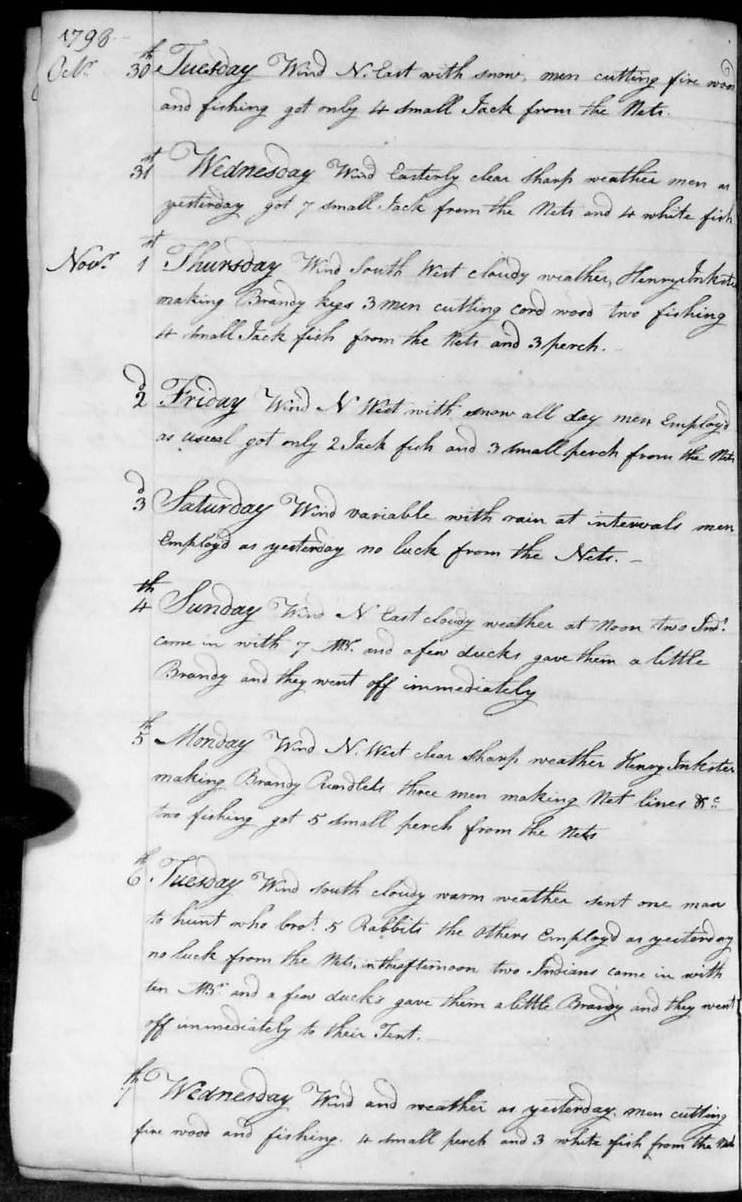 1798
Octr 30th Tuesday Wind N. East with snow, men cutting fire wood
and fishing got only 4 small Jack from the Nets.
31st Wednesday Wind Easterly clear sharp weather men as
yesterday got 7 small Jack from the Nets and 4 white fish
Novr 1st Thursday Wind South West cloudy weather, Henry Inkster
making Brandy kegs 3 men cutting cord wood two fishing
4 small Jack fish from the Nets and 3 perch.
2d Friday Wind N West with snow all day men Employd
as usual got only 2 Jack fish and 3 small perch from the Nets
3d Saturday Wind variable with rain at intervals men
Employd as yesterday no luck from the Nets.
4th Sunday Wind N East cloudy weather at Noon two Inds
came in with 7 MBr and a few ducks gave them a little
Brandy and they went off immediately
5th Monday Wind N. West clear sharp weather Henry Inkster
making Brandy Rundlets three men making Net lines &c
two fishing got 5 small perch from the Nets
6th Tuesday Wind south cloudy warm weather sent one man
to hunt who brot 5 Rabbits the others Employd as yesterday
no luck from the Nets, in the afternoon two Indians came in with
ten MBr and a few ducks gave them a little Brandy and they went
off immediately to their Tent.
7th Wednesday Wind and weather as yesterday men cutting
fire wood and fishing. 4 small perch and 3 white fish from the Nets